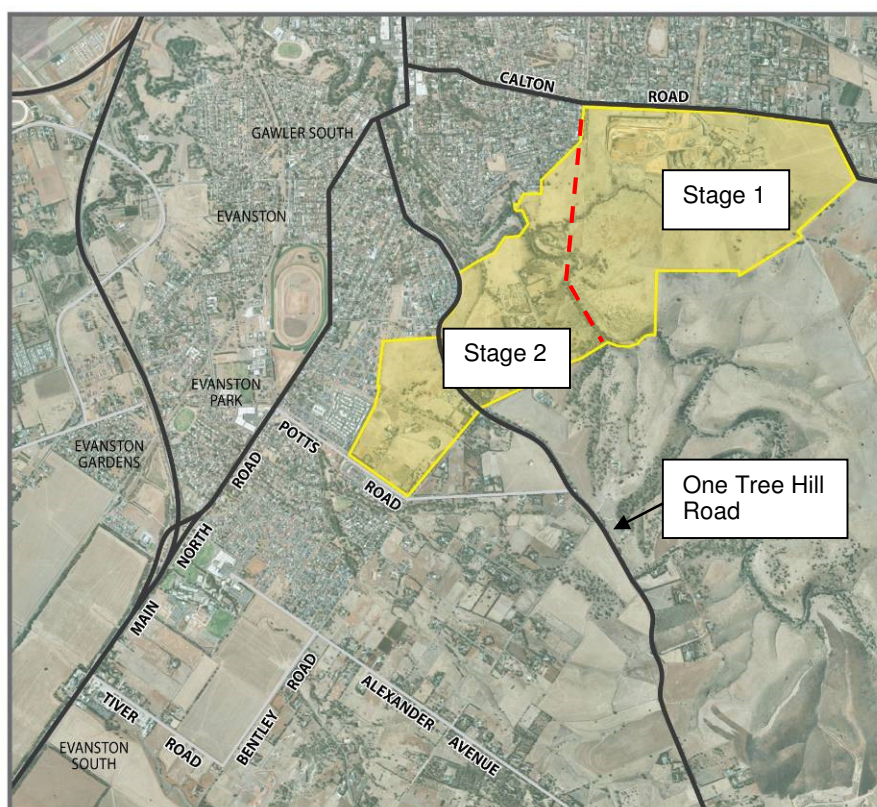 CALTON ROAD
GAWLER SOUTH
Stage 1
EVANSTON
Stage 2
EVANSTON
PARK
POTTS ROAD
EVANSTON
GARDENS
One Tree Hill
Road
MAIN NORTH ROAD
TIVER ROAD
BENTLEY ROAD
ALEXANDER AVENUE
EVANSTON
SOUTH